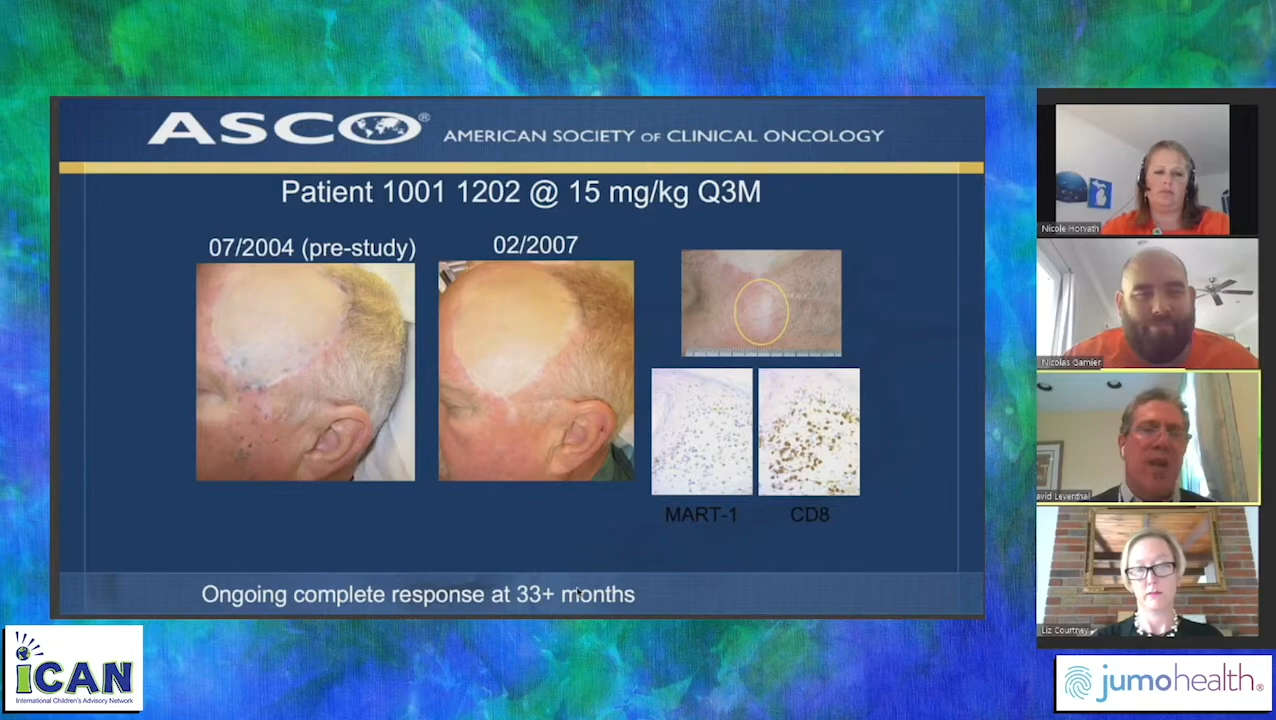 ASCO®
AMERICAN SOCIETY OF CLINICAL ONCOLOGY
Patient 1001 1202 @ 15 mg/kg Q3M
07/2004 (pre-study)
02/2007
MART-1
CD8
Ongoing complete response at 33+ months
Nicole Horvath
Nicolas Garnier
avid Leventhal
Liz Courtney
iCAN
International Children's Advisory Network
jumohealth®